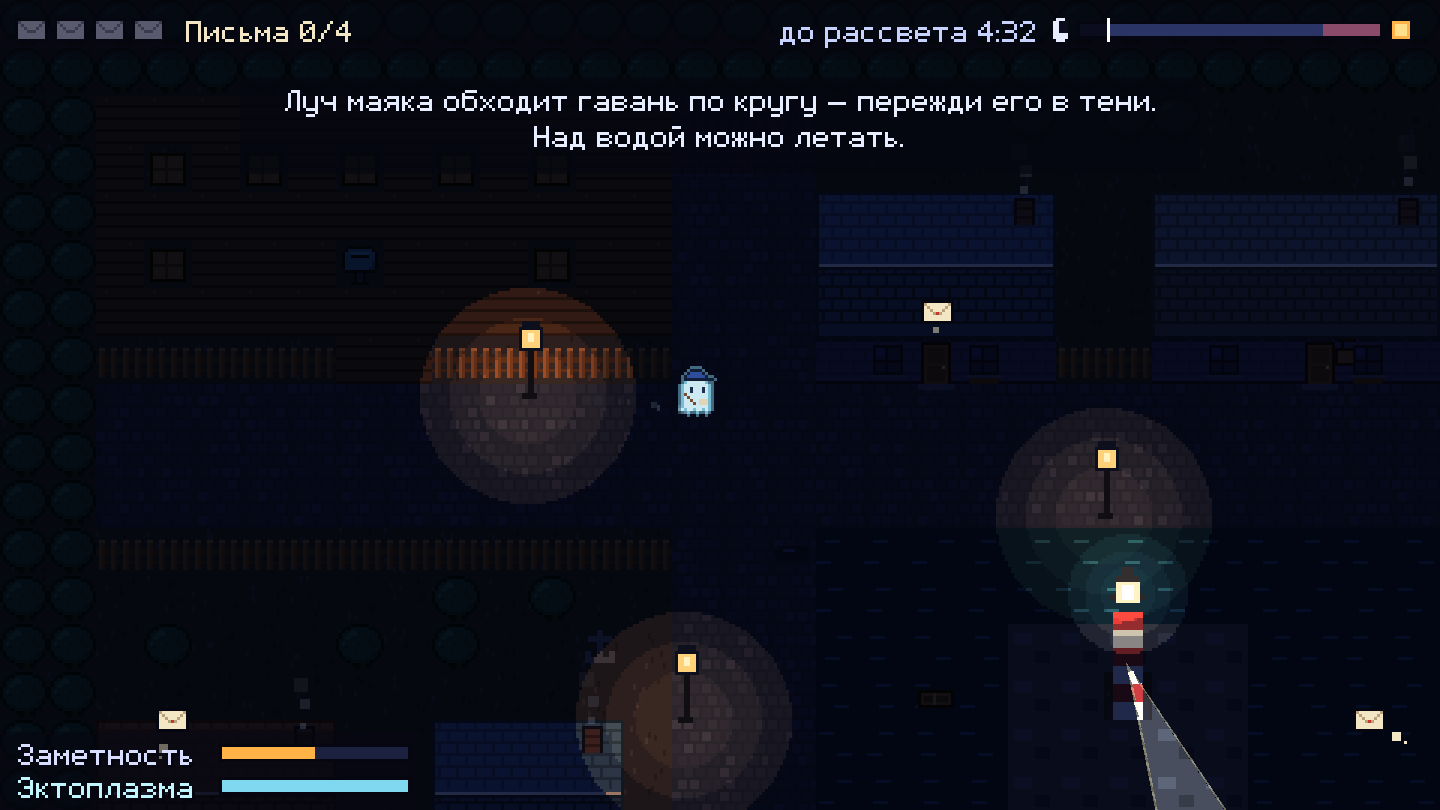 Письма 0/4
до рассвета 4:32
Луч маяка обходит гавань по кругу — пережди его в тени.
Над водой можно летать.
Заметность
Эктоплазма